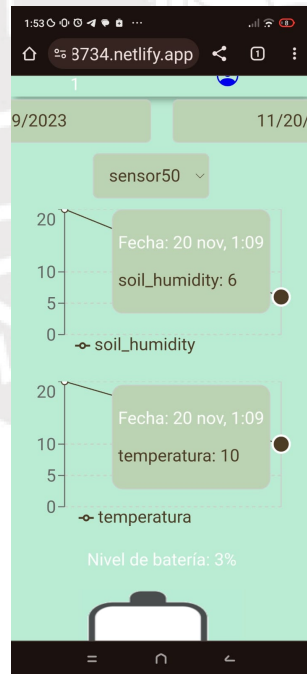 1:53
8
3734.netlify.app
1
1
9/2023
11/20/
sensor50
20
10
5
0
Fecha: 20 nov, 1:09
soil_humidity: 6
soil_humidity
20
10
5
0
Fecha: 20 nov, 1:09
temperatura: 10
temperatura
Nivel de batería: 3%